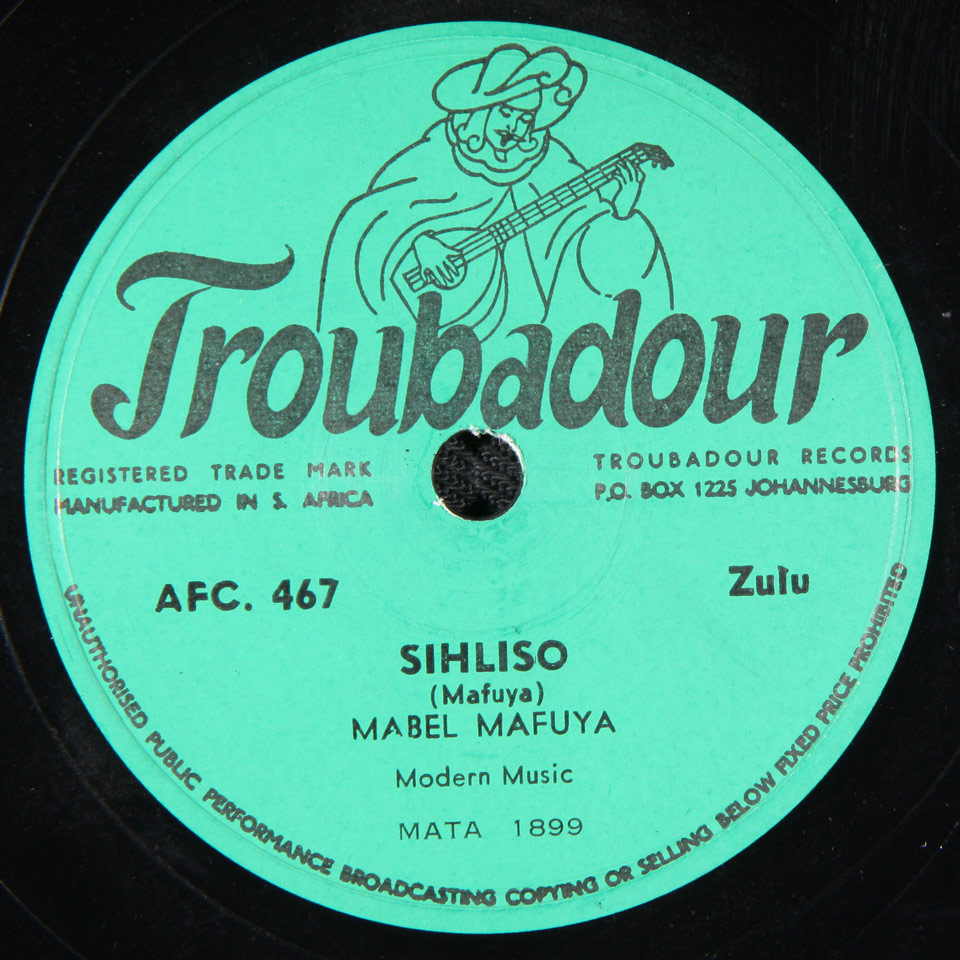 Troubadour
REGISTERED TRADE MARK
MANUFACTURED IN S. AFRICA
TROUBADOUR RECORDS
P.O. BOX 1225 JOHANNESBURG
AFC. 467
Zulu
SIHLISO
(Mafuya)
MABEL MAFUYA
Modern Music
MATA 1899
UNAUTHORISED PUBLIC PERFORMANCE BROADCASTING COPYING OR SELLING BELOW FIXED PRICE PROHIBITED